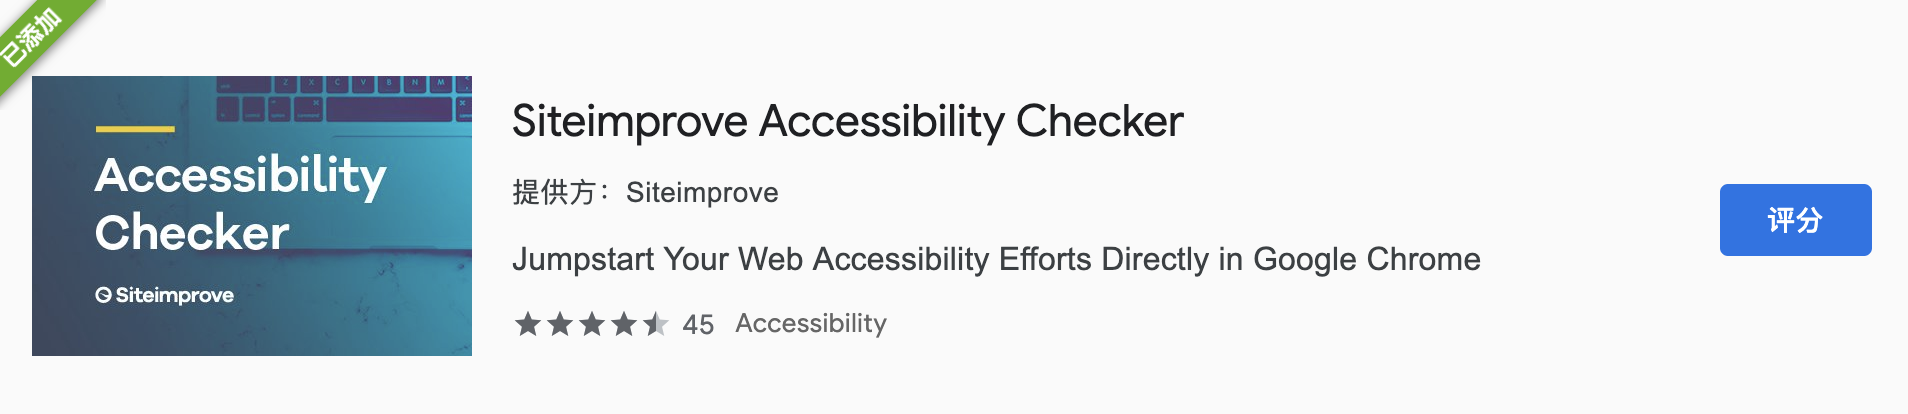 已添加
Z X C V B N M
Accessibility
Checker
Siteimprove
Siteimprove Accessibility Checker
提供方：Siteimprove
Jumpstart Your Web Accessibility Efforts Directly in Google Chrome
45 Accessibility
评分